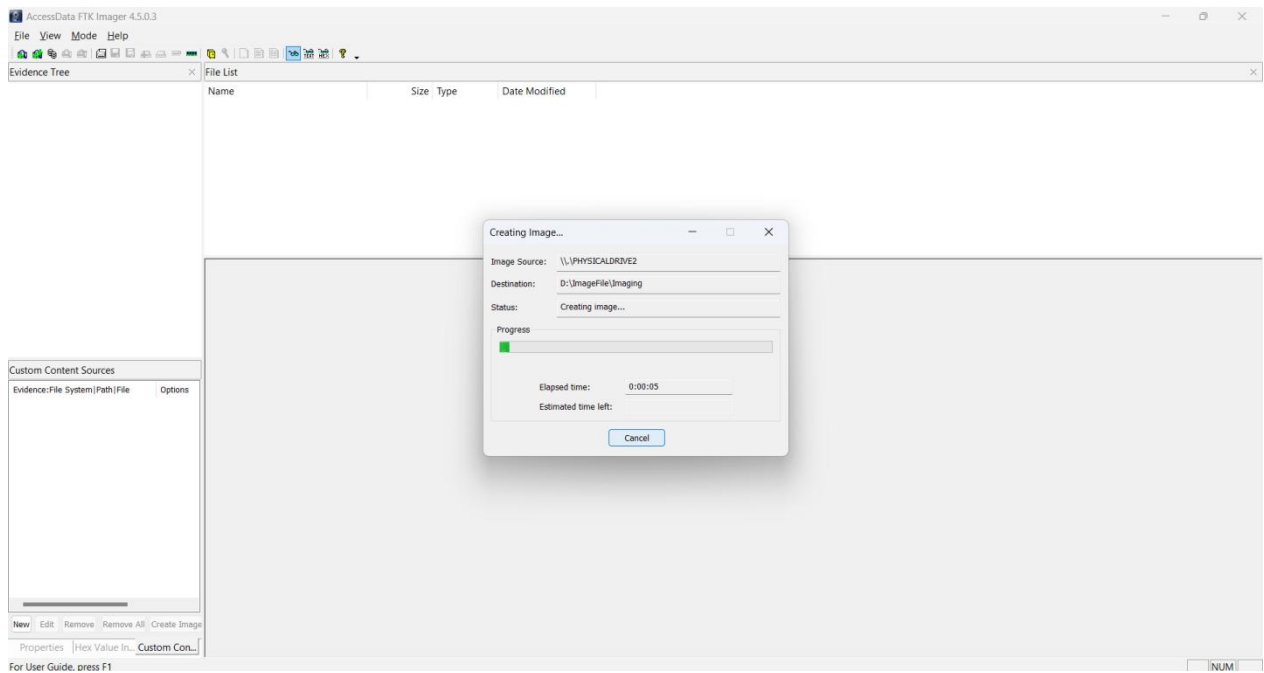 AccessData FTK Imager 4.5.0.3
File View Mode Help
Evidence Tree
File List
Name Size Type Date Modified
Creating Image...
Image Source: \\.\PHYSICALDRIVE2
Destination: D:\ImageFile\Imaging
Status: Creating image...
Progress
Elapsed time: 0:00:05
Estimated time left:
Cancel
Custom Content Sources
Evidence:File System|Path|File Options
New Edit Remove Remove All Create Image
Properties Hex Value In... Custom Con...
For User Guide, press F1
NUM